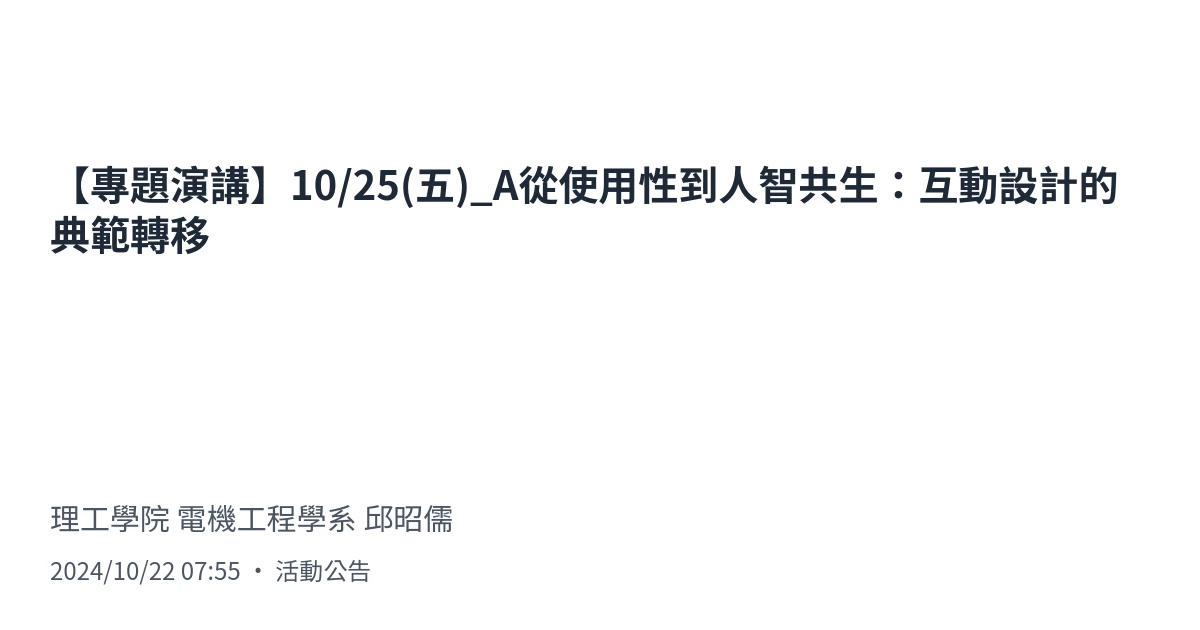 【專題演講】10/25(五)_A從使用性到人智共生：互動設計的
典範轉移
理工學院 電機工程學系 邱昭儒
2024/10/22 07:55 • 活動公告